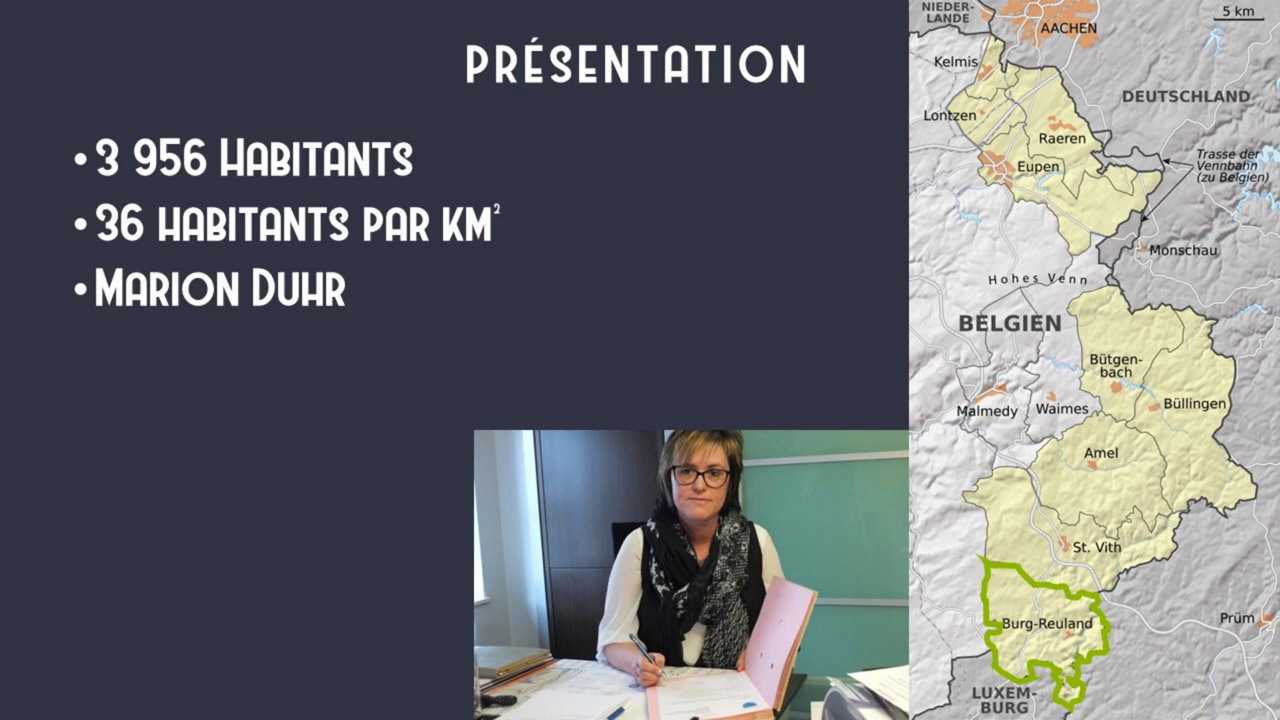 PRÉSENTATION
• 3 956 Habitants
• 36 habitants par km²
• Marion Duhr
NIEDER-
LANDE
AACHEN
5 km
Kelmis
DEUTSCHLAND
Lontzen
Raeren
Eupen
Trasse der
Vennbahn
(zu Belgien)
Monschau
Hohes Venn
BELGIEN
Bütgen-
bach
Malmedy
Waimes
Büllingen
Amel
St. Vith
Burg-Reuland
Prüm
LUXEM-
BURG